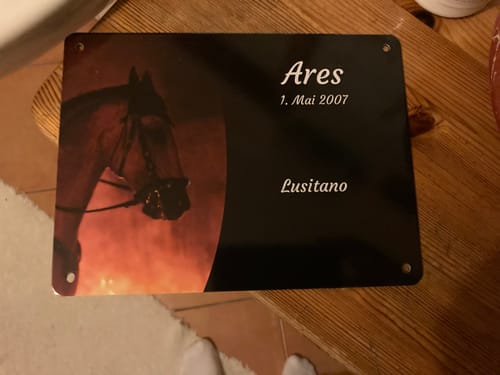 Ares
1. Mai 2007
Lusitano